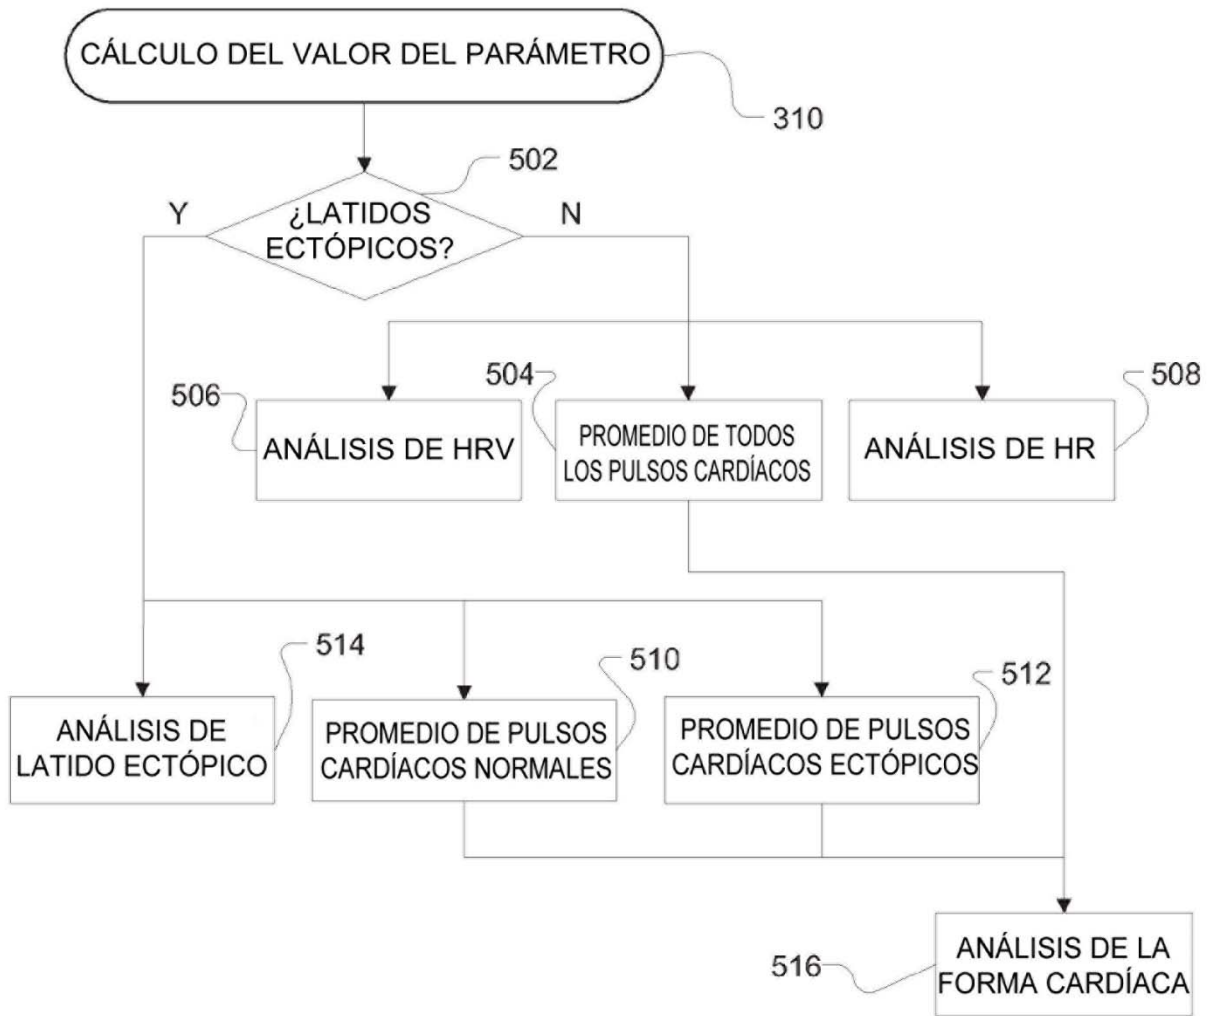 CÁLCULO DEL VALOR DEL PARÁMETRO
310
502
Y
¿LATIDOS
ECTÓPICOS?
N
506
ANÁLISIS DE HRV
504
PROMEDIO DE TODOS
LOS PULSOS CARDÍACOS
508
ANÁLISIS DE HR
514
ANÁLISIS DE
LATIDO ECTÓPICO
510
PROMEDIO DE PULSOS
CARDÍACOS NORMALES
512
PROMEDIO DE PULSOS
CARDÍACOS ECTÓPICOS
516
ANÁLISIS DE LA
FORMA CARDÍACA